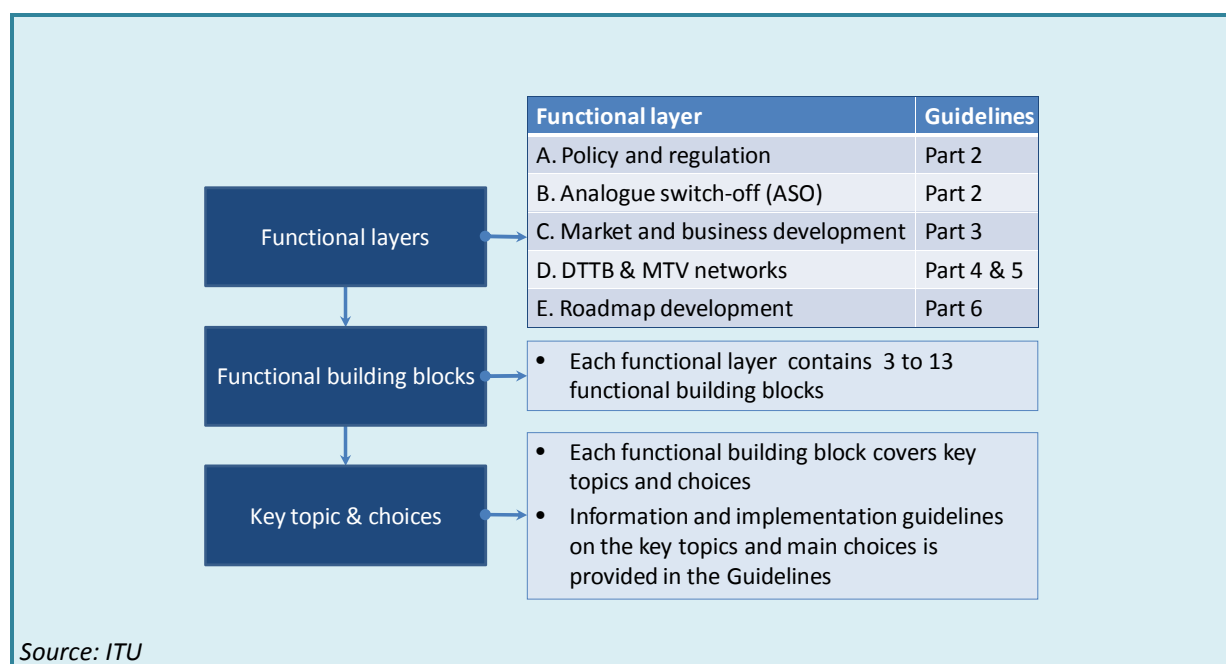 Functional layer Guidelines
A. Policy and regulation Part 2
B. Analogue switch-off (ASO) Part 2
C. Market and business development Part 3
D. DTTB & MTV networks Part 4 & 5
E. Roadmap development Part 6
Functional layers
Functional building blocks
• Each functional layer contains 3 to 13
functional building blocks
Key topic & choices
• Each functional building block covers key
topics and choices
• Information and implementation guidelines
on the key topics and main choices is
provided in the Guidelines
Source: ITU